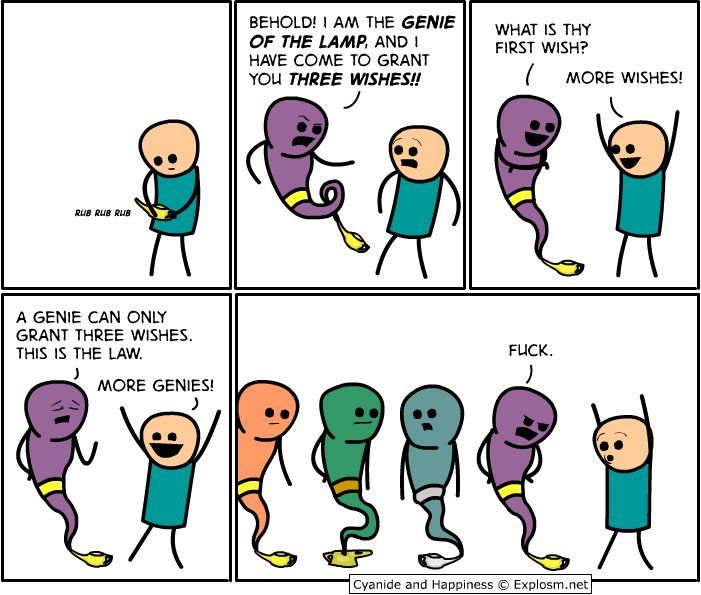 RUB RUB RUB
BEHOLD! I AM THE GENIE
OF THE LAMP, AND I
HAVE COME TO GRANT
YOU THREE WISHES!!
WHAT IS THY
FIRST WISH?
MORE WISHES!
A GENIE CAN ONLY
GRANT THREE WISHES.
THIS IS THE LAW.
MORE GENIES!
FUCK.
Cyanide and Happiness © Explosm.net